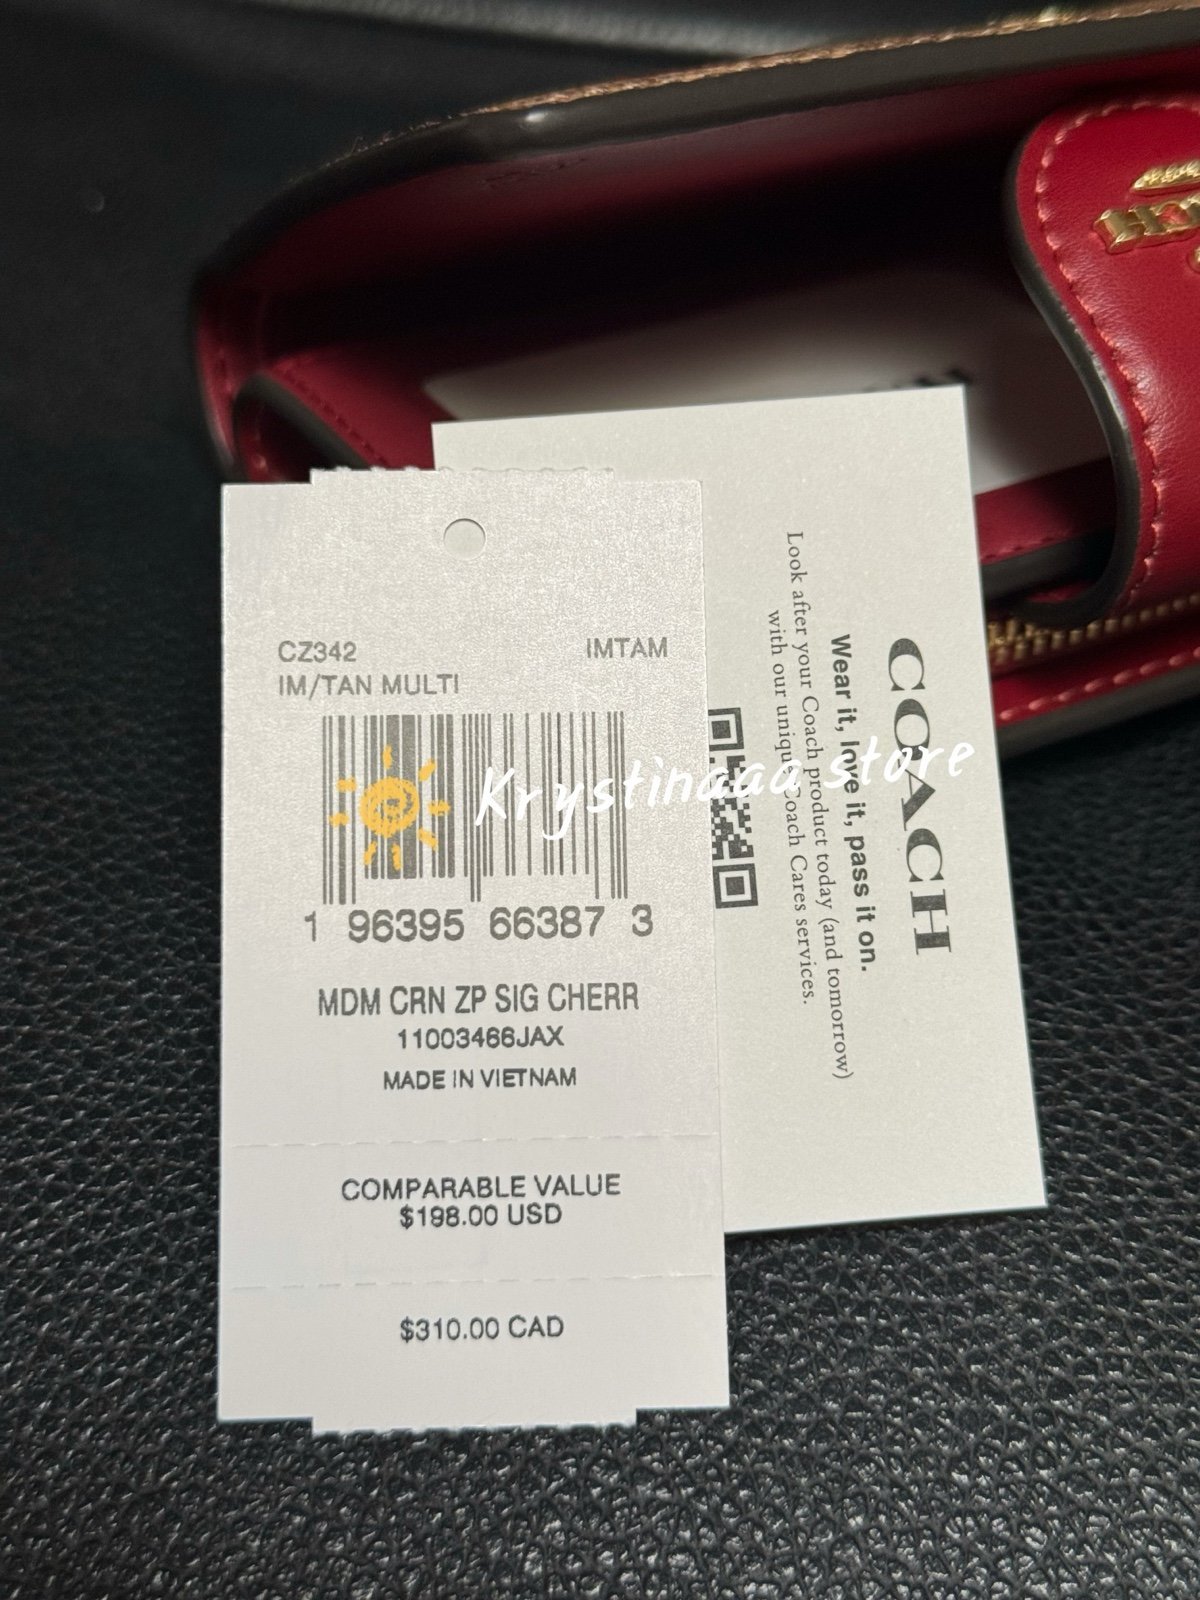 CZ342 IMTAM
IM/TAN MULTI
1 96395 66387 3
MDM CRN ZP SIG CHERR
11003466JAX
MADE IN VIETNAM
COMPARABLE VALUE
$198.00 USD
$310.00 CAD
COACH
Wear it, love it, pass it on.
Look after your Coach product today (and tomorrow)
with our unique Coach Cares services.
Krystinaaa store